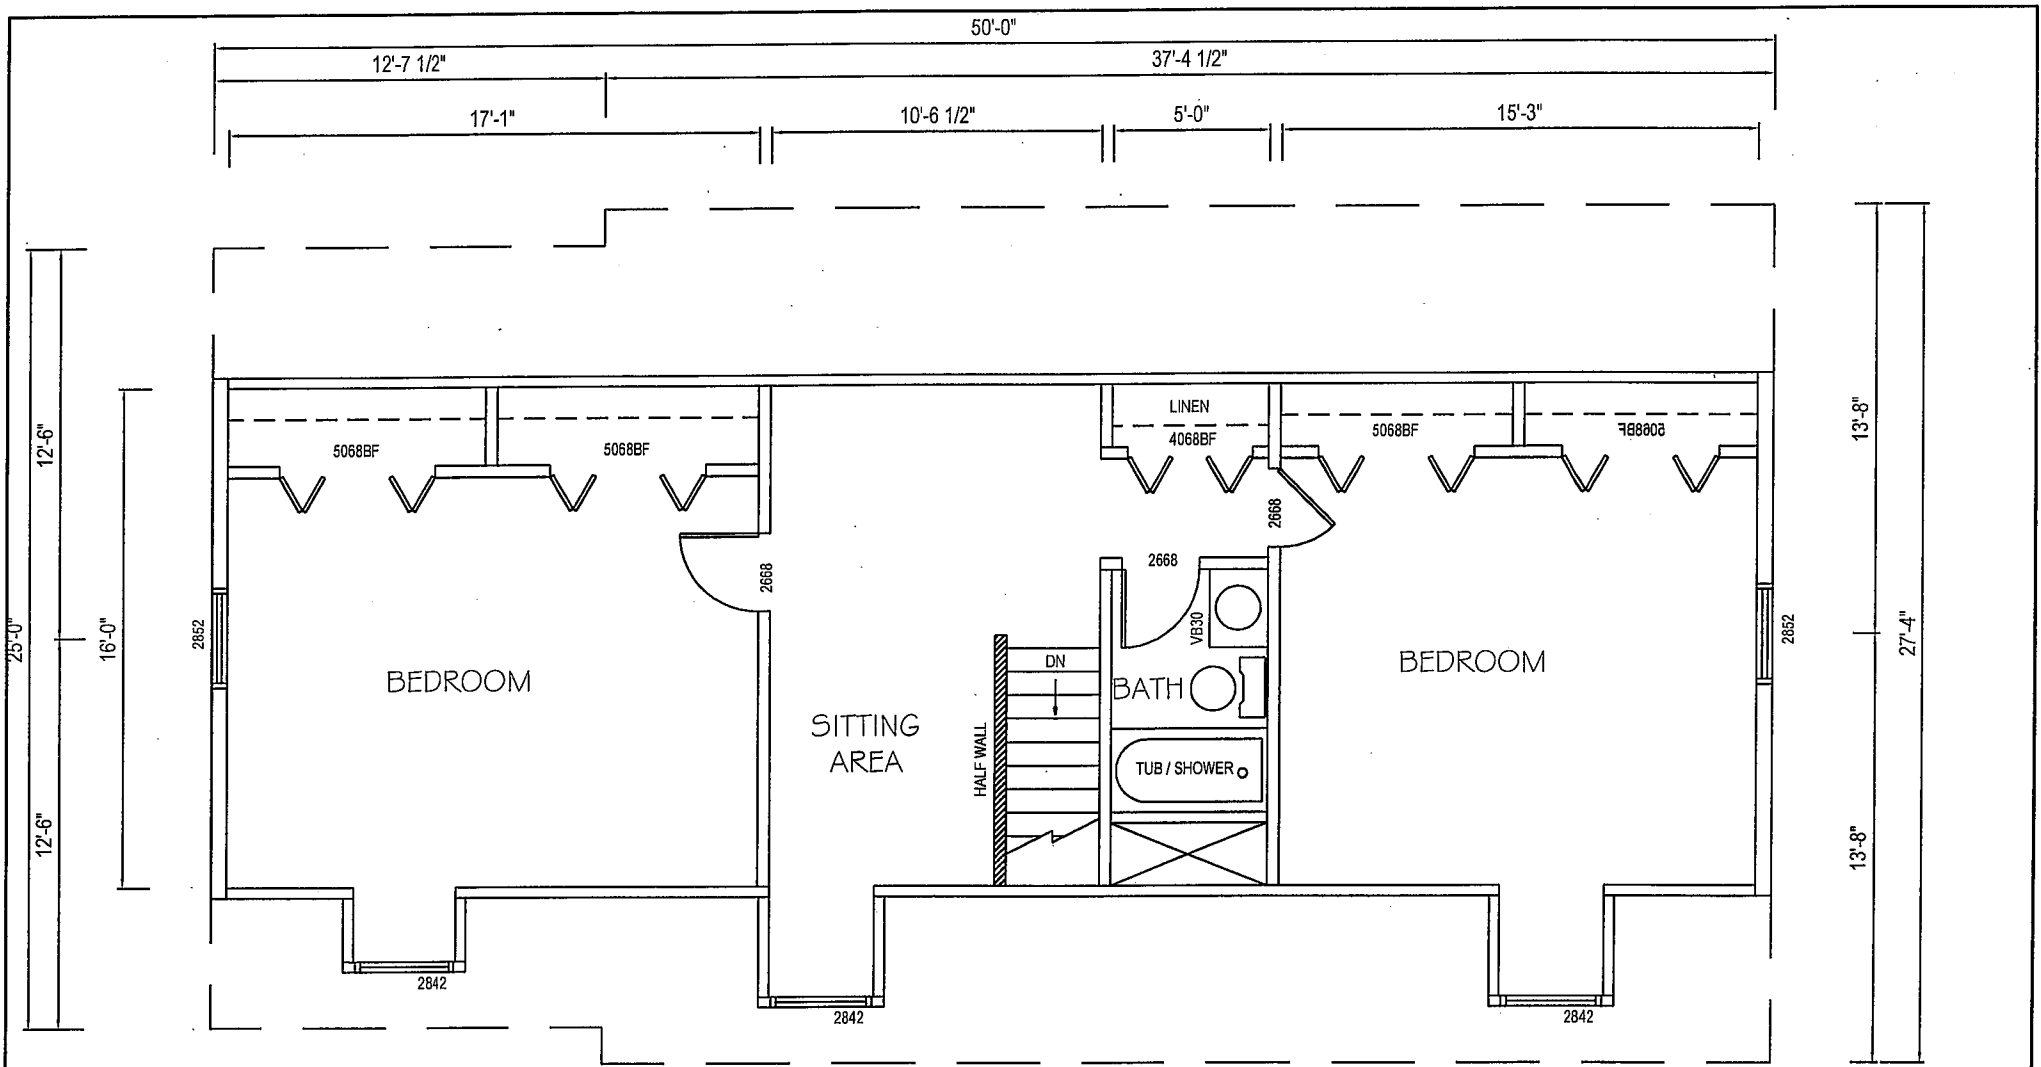 50'-0"
12'-7 1/2"
37'-4 1/2"
17'-1"
10'-6 1/2"
5'-0"
15'-3"
LINEN
5068BF
5068BF
4068BF
5068BF
5068BF
12'-6"
13'-8"
2668
2668
2668
VB30
25'-0"
16'-0"
2852
2852
27'-4"
DN
BEDROOM
BATH
BEDROOM
SITTING
AREA
HALF WALL
TUB / SHOWER
12'-6"
13'-8"
2842
2842
2842